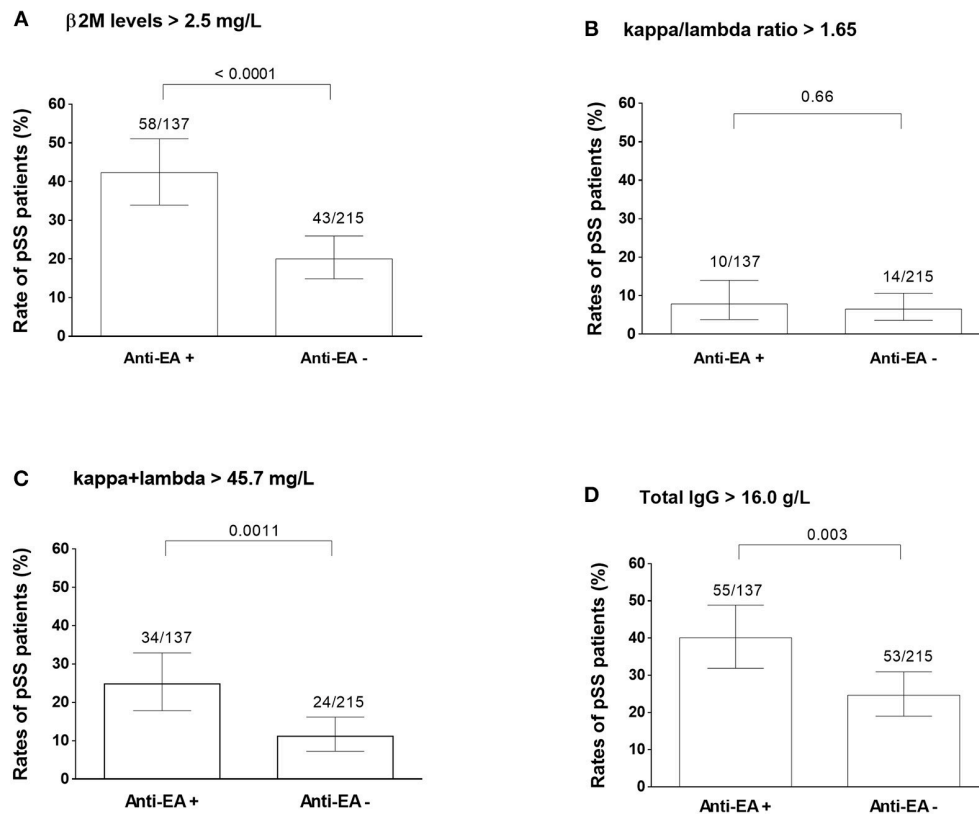 A
β2M levels > 2.5 mg/L
< 0.0001
Rate of pSS patients (%)
60
50
40
30
20
10
0
58/137
43/215
Anti-EA +
Anti-EA -
B
kappa/lambda ratio > 1.65
0.66
Rates of pSS patients (%)
60
50
40
30
20
10
0
10/137
14/215
Anti-EA +
Anti-EA -
C
kappa+lambda > 45.7 mg/L
0.0011
Rates of pSS patients (%)
60
50
40
30
20
10
0
34/137
24/215
Anti-EA +
Anti-EA -
D
Total IgG > 16.0 g/L
0.003
Rates of pSS patients (%)
60
50
40
30
20
10
0
55/137
53/215
Anti-EA +
Anti-EA -